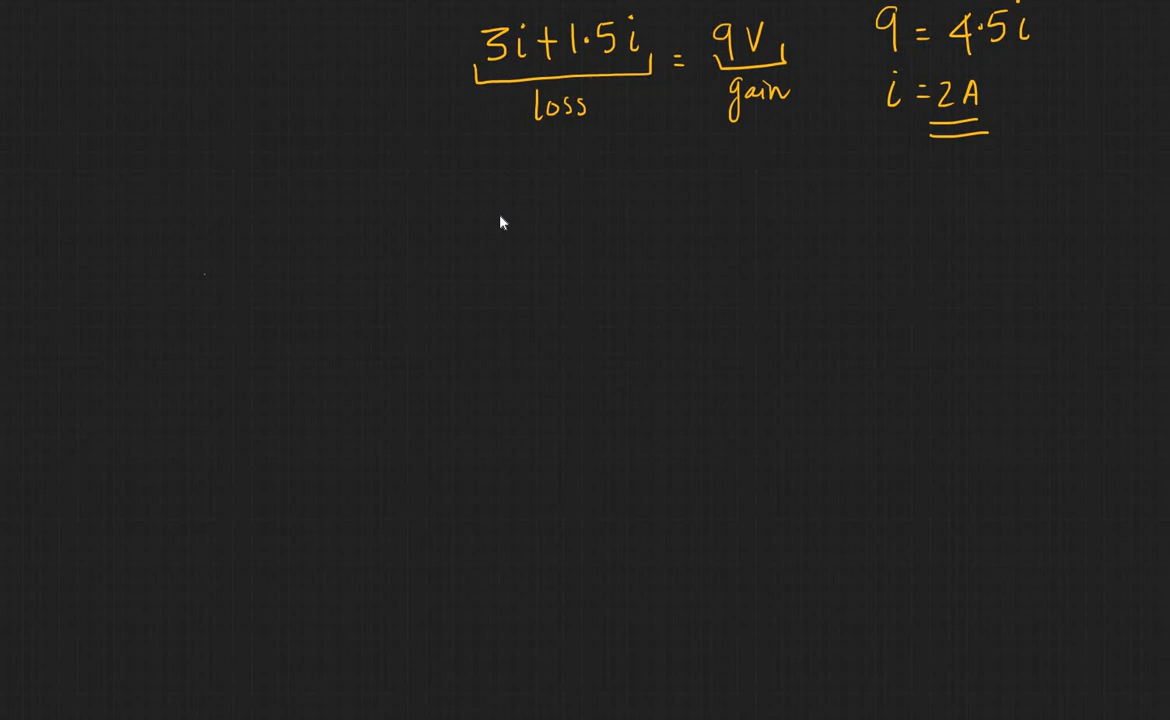 3i + 1.5i = 9V
loss gain
9 = 4.5i
i = 2A